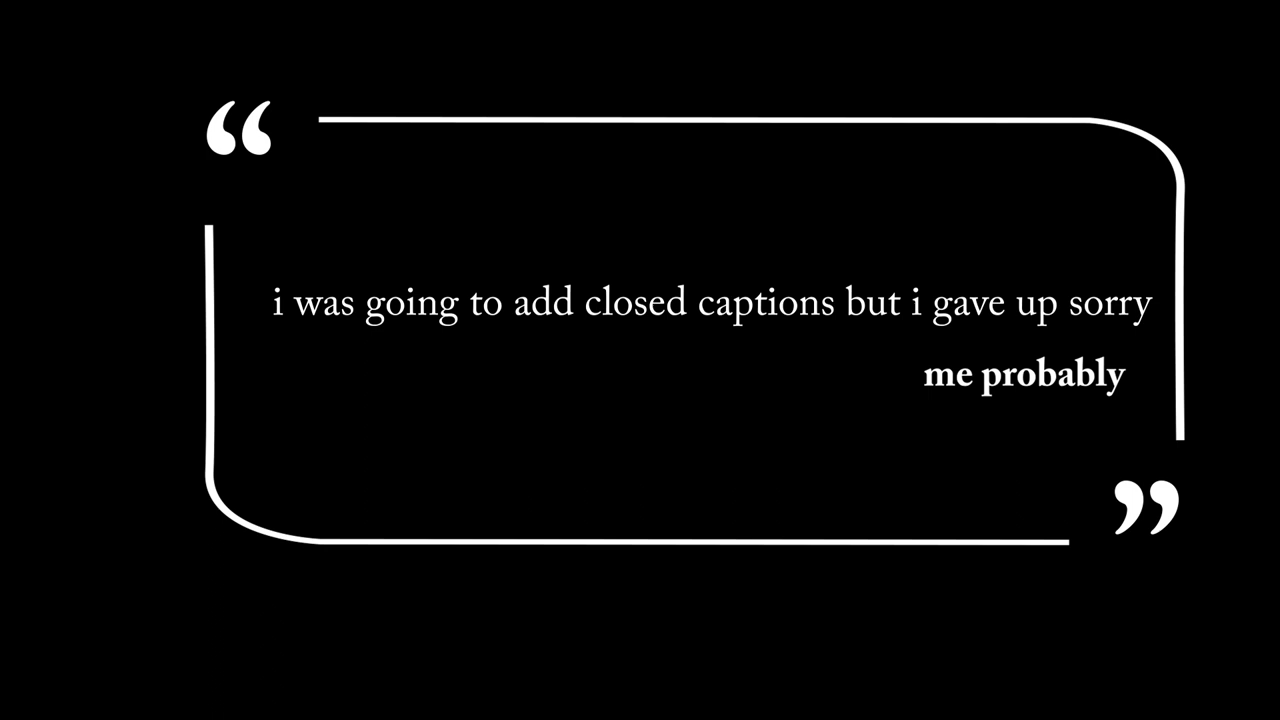 “
i was going to add closed captions but i gave up sorry
me probably
”